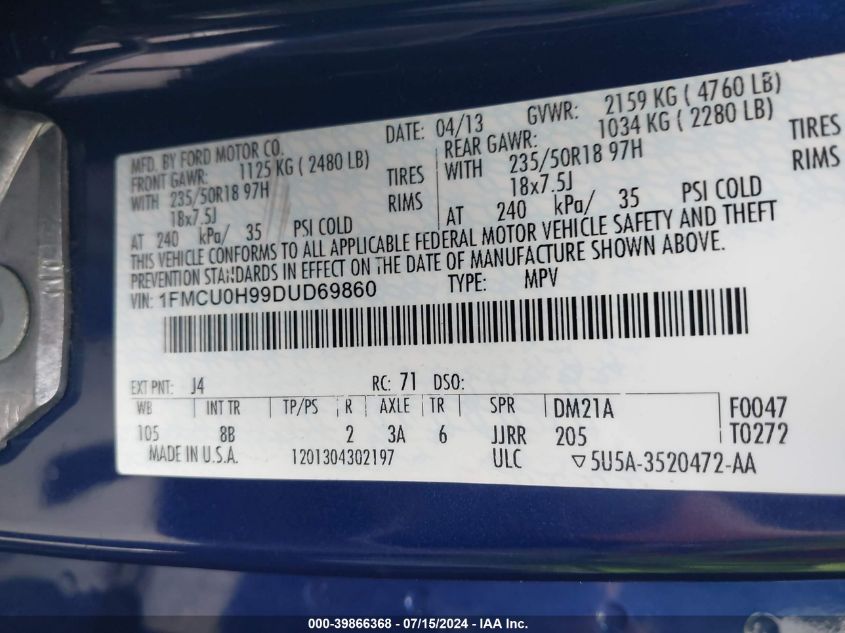 MFD. BY FORD MOTOR CO. DATE: 04/13 GVWR: 2159 KG ( 4760 LB)
FRONT GAWR: 1125 KG ( 2480 LB) REAR GAWR: 1034 KG ( 2280 LB)
WITH 235/50R18 97H TIRES WITH 235/50R18 97H TIRES
18x7.5J RIMS 18x7.5J RIMS
AT 240 kPa/ 35 PSI COLD AT 240 kPa/ 35 PSI COLD
THIS VEHICLE CONFORMS TO ALL APPLICABLE FEDERAL MOTOR VEHICLE SAFETY AND THEFT
PREVENTION STANDARDS IN EFFECT ON THE DATE OF MANUFACTURE SHOWN ABOVE.
VIN: 1FMCU0H99DUD69860 TYPE: MPV
EXT PNT: J4 RC: 71 DSO:
WB INT TR TP/PS R AXLE TR SPR DM21A F0047
105 8B 2 3A 6 JJRR 205 T0272
MADE IN U.S.A. 1201304302197 ULC ▽5U5A-3520472-AA
000-39866368 - 07/15/2024 - IAA Inc.